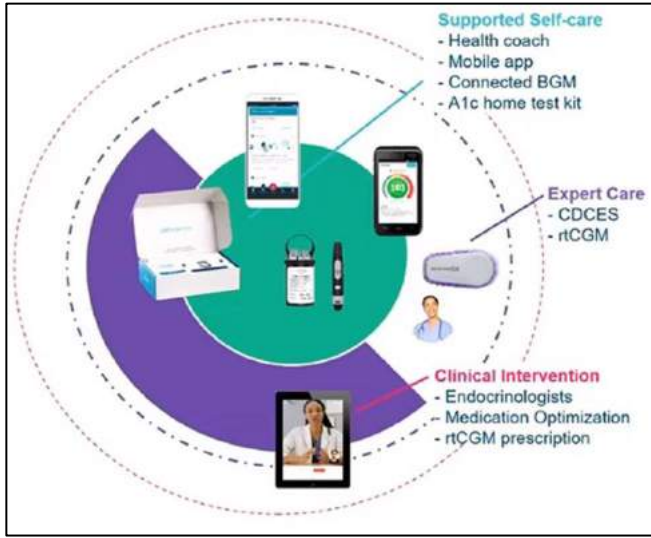 Supported Self-care
- Health coach
- Mobile app
- Connected BGM
- A1c home test kit
Expert Care
- CDCES
- rtCGM
Clinical Intervention
- Endocrinologists
- Medication Optimization
- rtCGM prescription